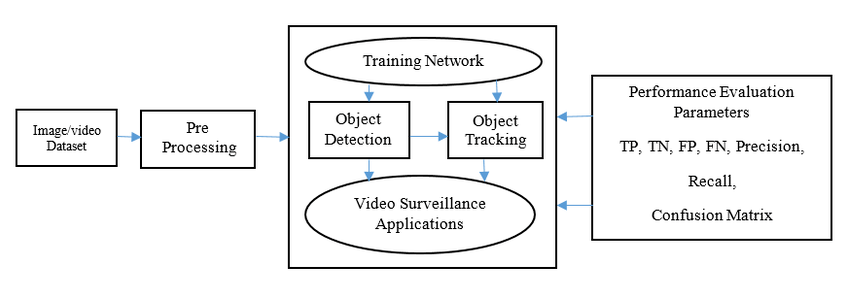 Image/video
Dataset
Pre
Processing
Training Network
Object
Detection
Object
Tracking
Video Surveillance
Applications
Performance Evaluation
Parameters
TP, TN, FP, FN, Precision,
Recall,
Confusion Matrix